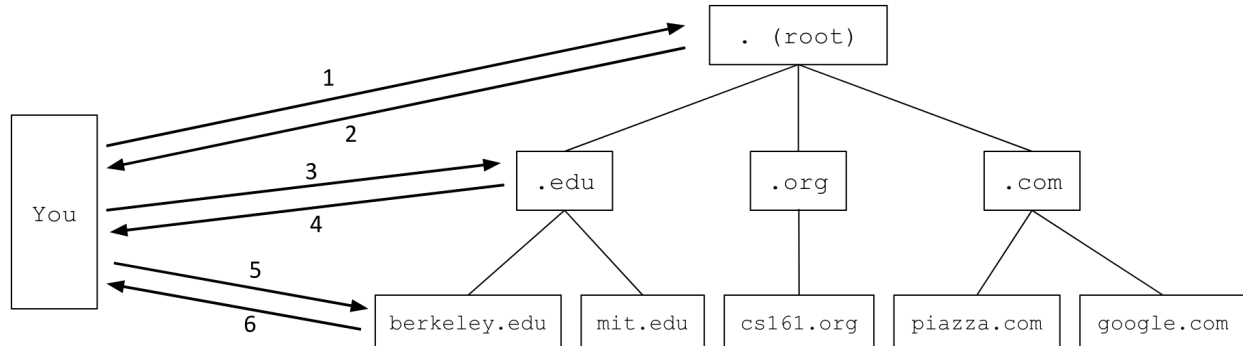 . (root)
1
2
You
3
4
.edu
.org
.com
5
6
berkeley.edu
mit.edu
cs161.org
piazza.com
google.com